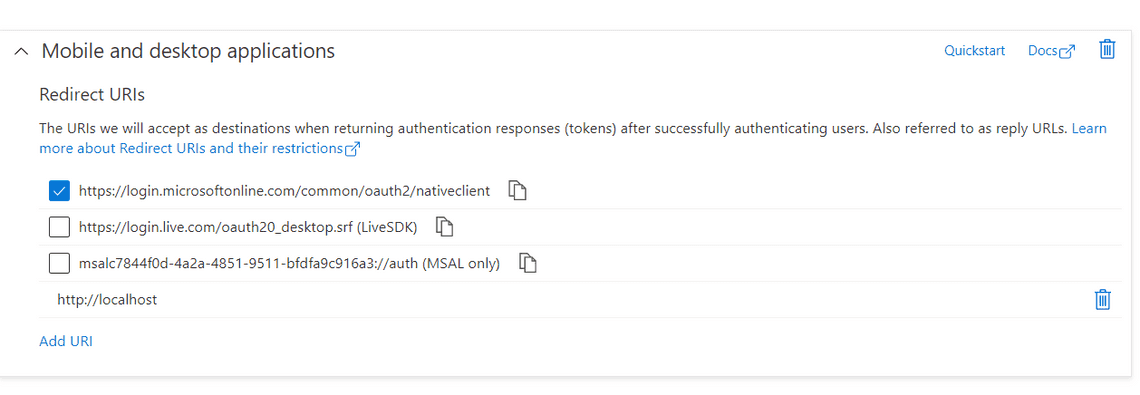 Mobile and desktop applications
Quickstart
Docs
Redirect URIs
The URIs we will accept as destinations when returning authentication responses (tokens) after successfully authenticating users. Also referred to as reply URLs. Learn
more about Redirect URIs and their restrictions
https://login.microsoftonline.com/common/oauth2/nativeclient
https://login.live.com/oauth20_desktop.srf (LiveSDK)
msalc7844f0d-4a2a-4851-9511-bfdfa9c916a3://auth (MSAL only)
http://localhost
Add URI